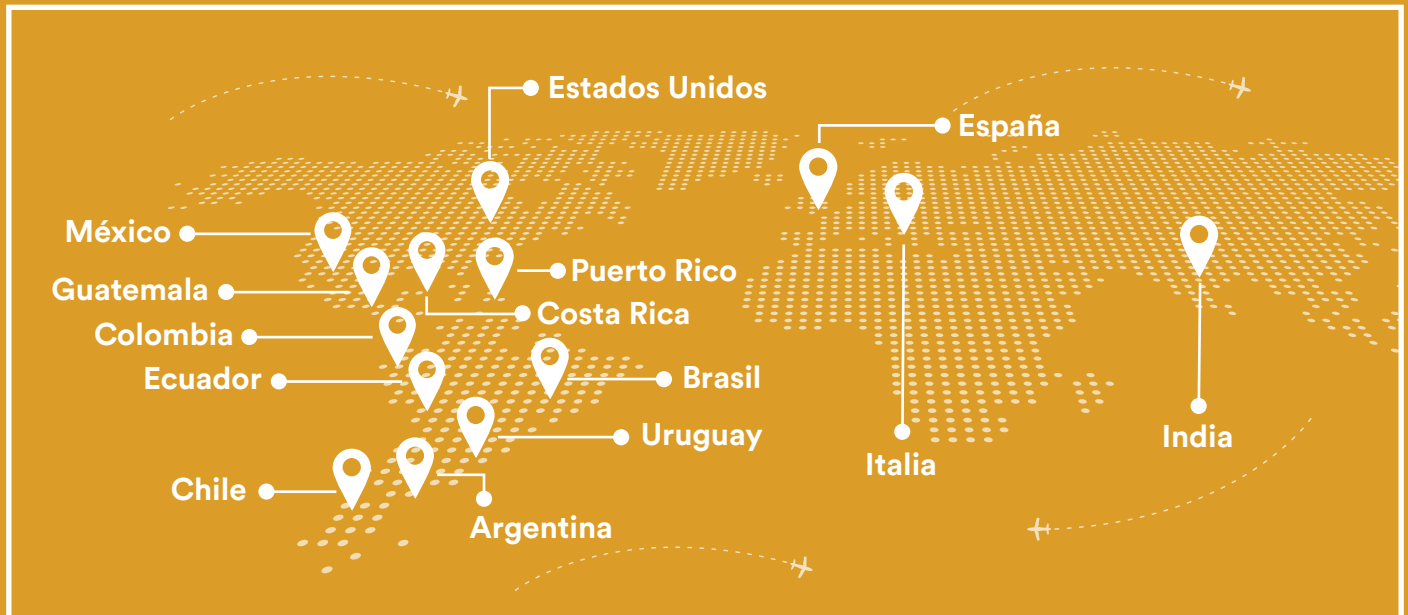 Estados Unidos
España
México
Puerto Rico
Guatemala
Costa Rica
Colombia
Ecuador
Brasil
Uruguay
India
Italia
Chile
Argentina